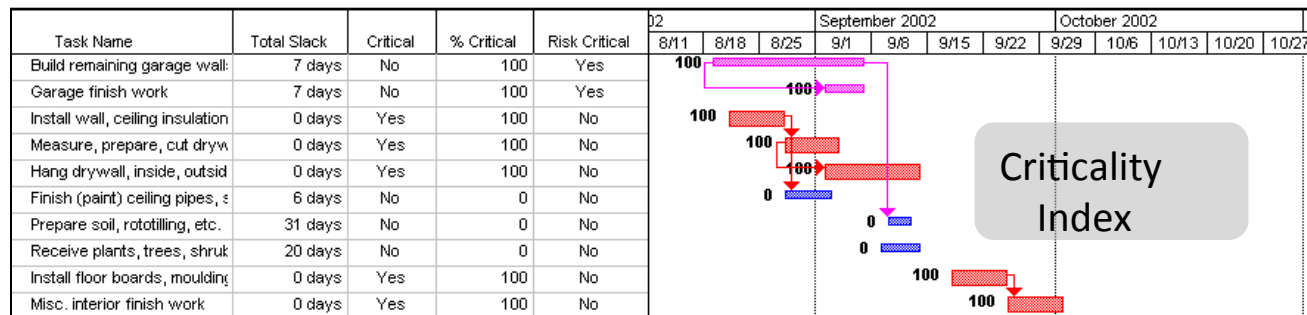 02 September 2002 October 2002
Task Name Total Slack Critical % Critical Risk Critical 8/11 8/18 8/25 9/1 9/8 9/15 9/22 9/29 10/6 10/13 10/20 10/27
Build remaining garage wall 7 days No 100 Yes 100
Garage finish work 7 days No 100 Yes 100
Install wall, ceiling insulation 0 days Yes 100 No 100
Measure, prepare, cut dryw 0 days Yes 100 No 100
Hang drywall, inside, outsid 0 days Yes 100 No 100
Finish (paint) ceiling pipes, s 6 days No 0 No 0
Prepare soil, rototilling, etc. 31 days No 0 No 0
Receive plants, trees, shrub 20 days No 0 No 0
Install floor boards, moulding 0 days Yes 100 No 100
Misc. interior finish work 0 days Yes 100 No 100
Criticality
Index